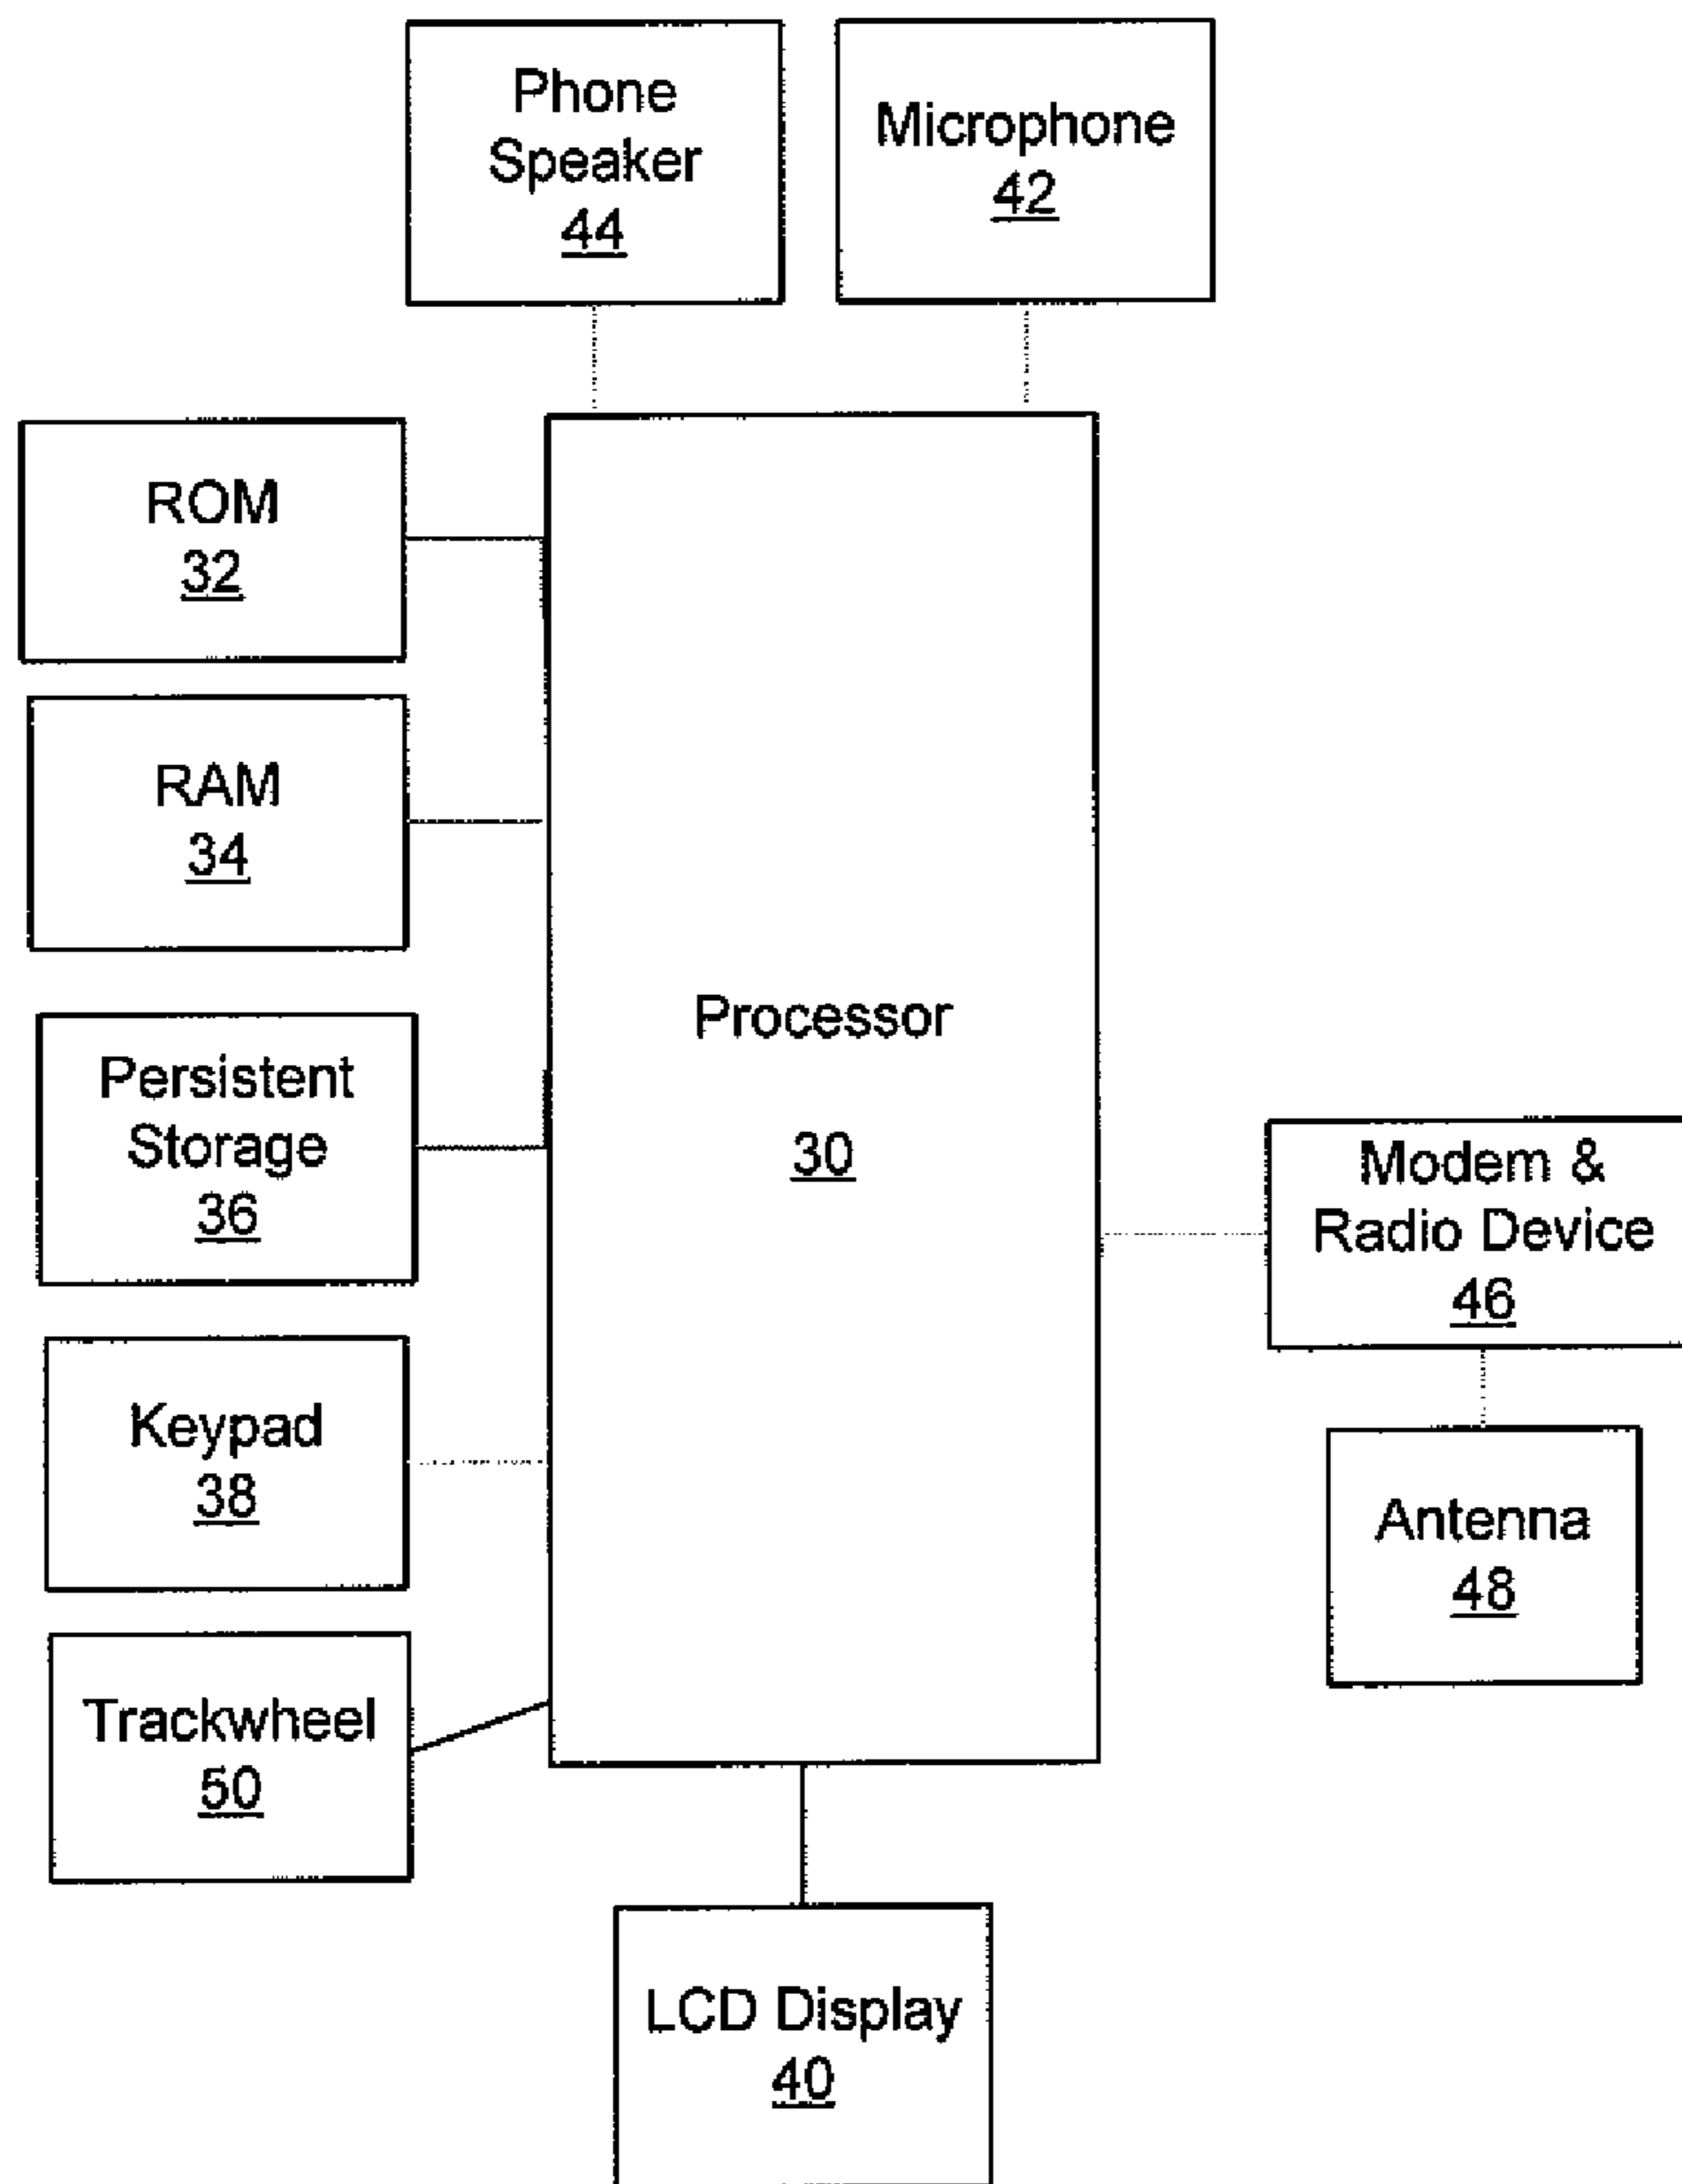 Phone
Speaker
44
Microphone
42
ROM
32
RAM
34
Processor
30
Persistent
Storage
36
Modem &
Radio Device
46
Keypad
38
Antenna
48
Trackwheel
50
LCD Display
40